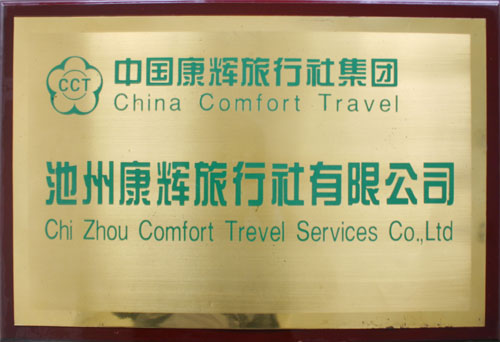 CCT
中国康辉旅行社集团
China Comfort Travel
池州康辉旅行社有限公司
Chi Zhou Comfort Trevel Services Co.,Ltd